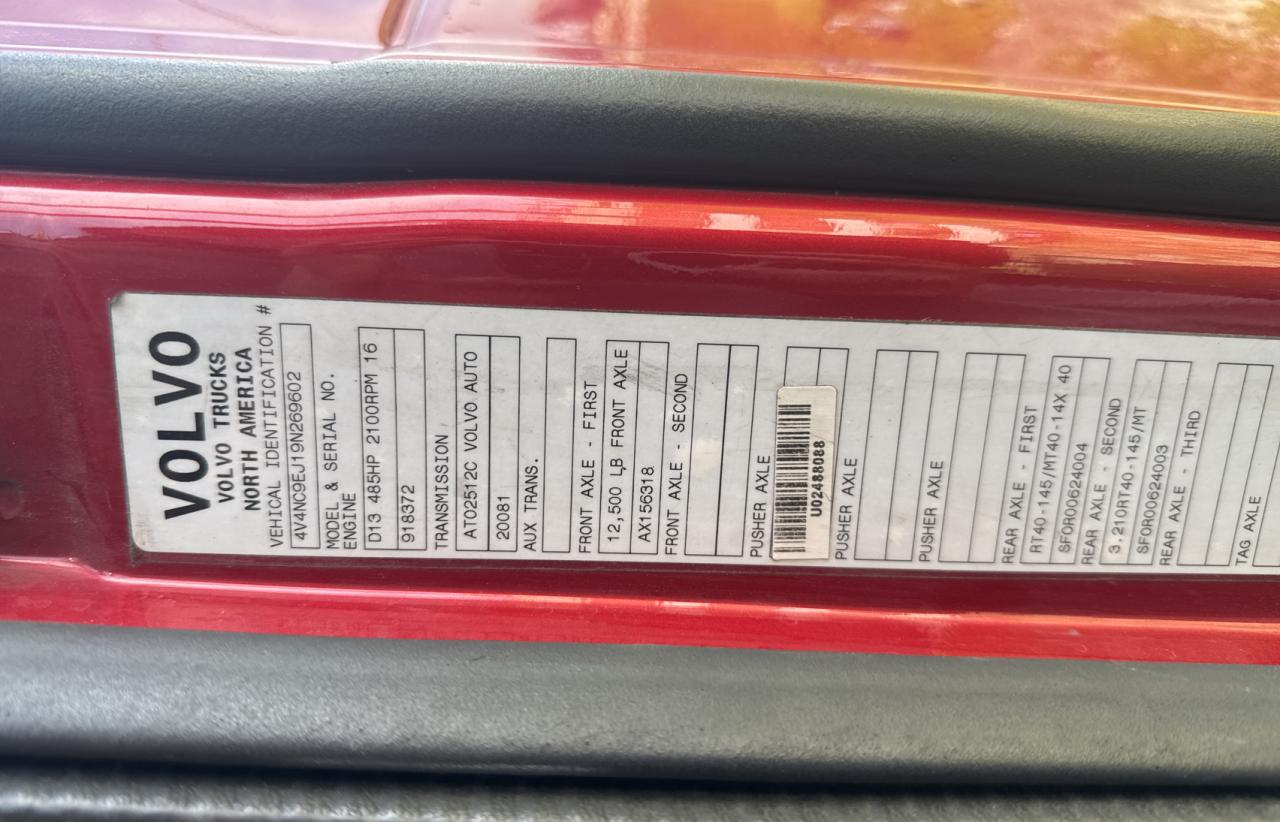 VOLVO
VOLVO TRUCKS
NORTH AMERICA
VEHICAL IDENTIFICATION #
4V4NC9EJ19N269602
MODEL & SERIAL NO.
ENGINE
D13 485HP 2100RPM 16
918372
TRANSMISSION
ATO2512C VOLVO AUTO
20081
AUX TRANS.
FRONT AXLE - FIRST
12,500 LB FRONT AXLE
AX156318
FRONT AXLE - SECOND
PUSHER AXLE
U02488088
PUSHER AXLE
PUSHER AXLE
REAR AXLE - FIRST
RT40-145/MT40-14X 40
SFOR00624004
REAR AXLE - SECOND
3,210RT40-145/MT
SFOR00624003
REAR AXLE - THIRD
TAG AXLE